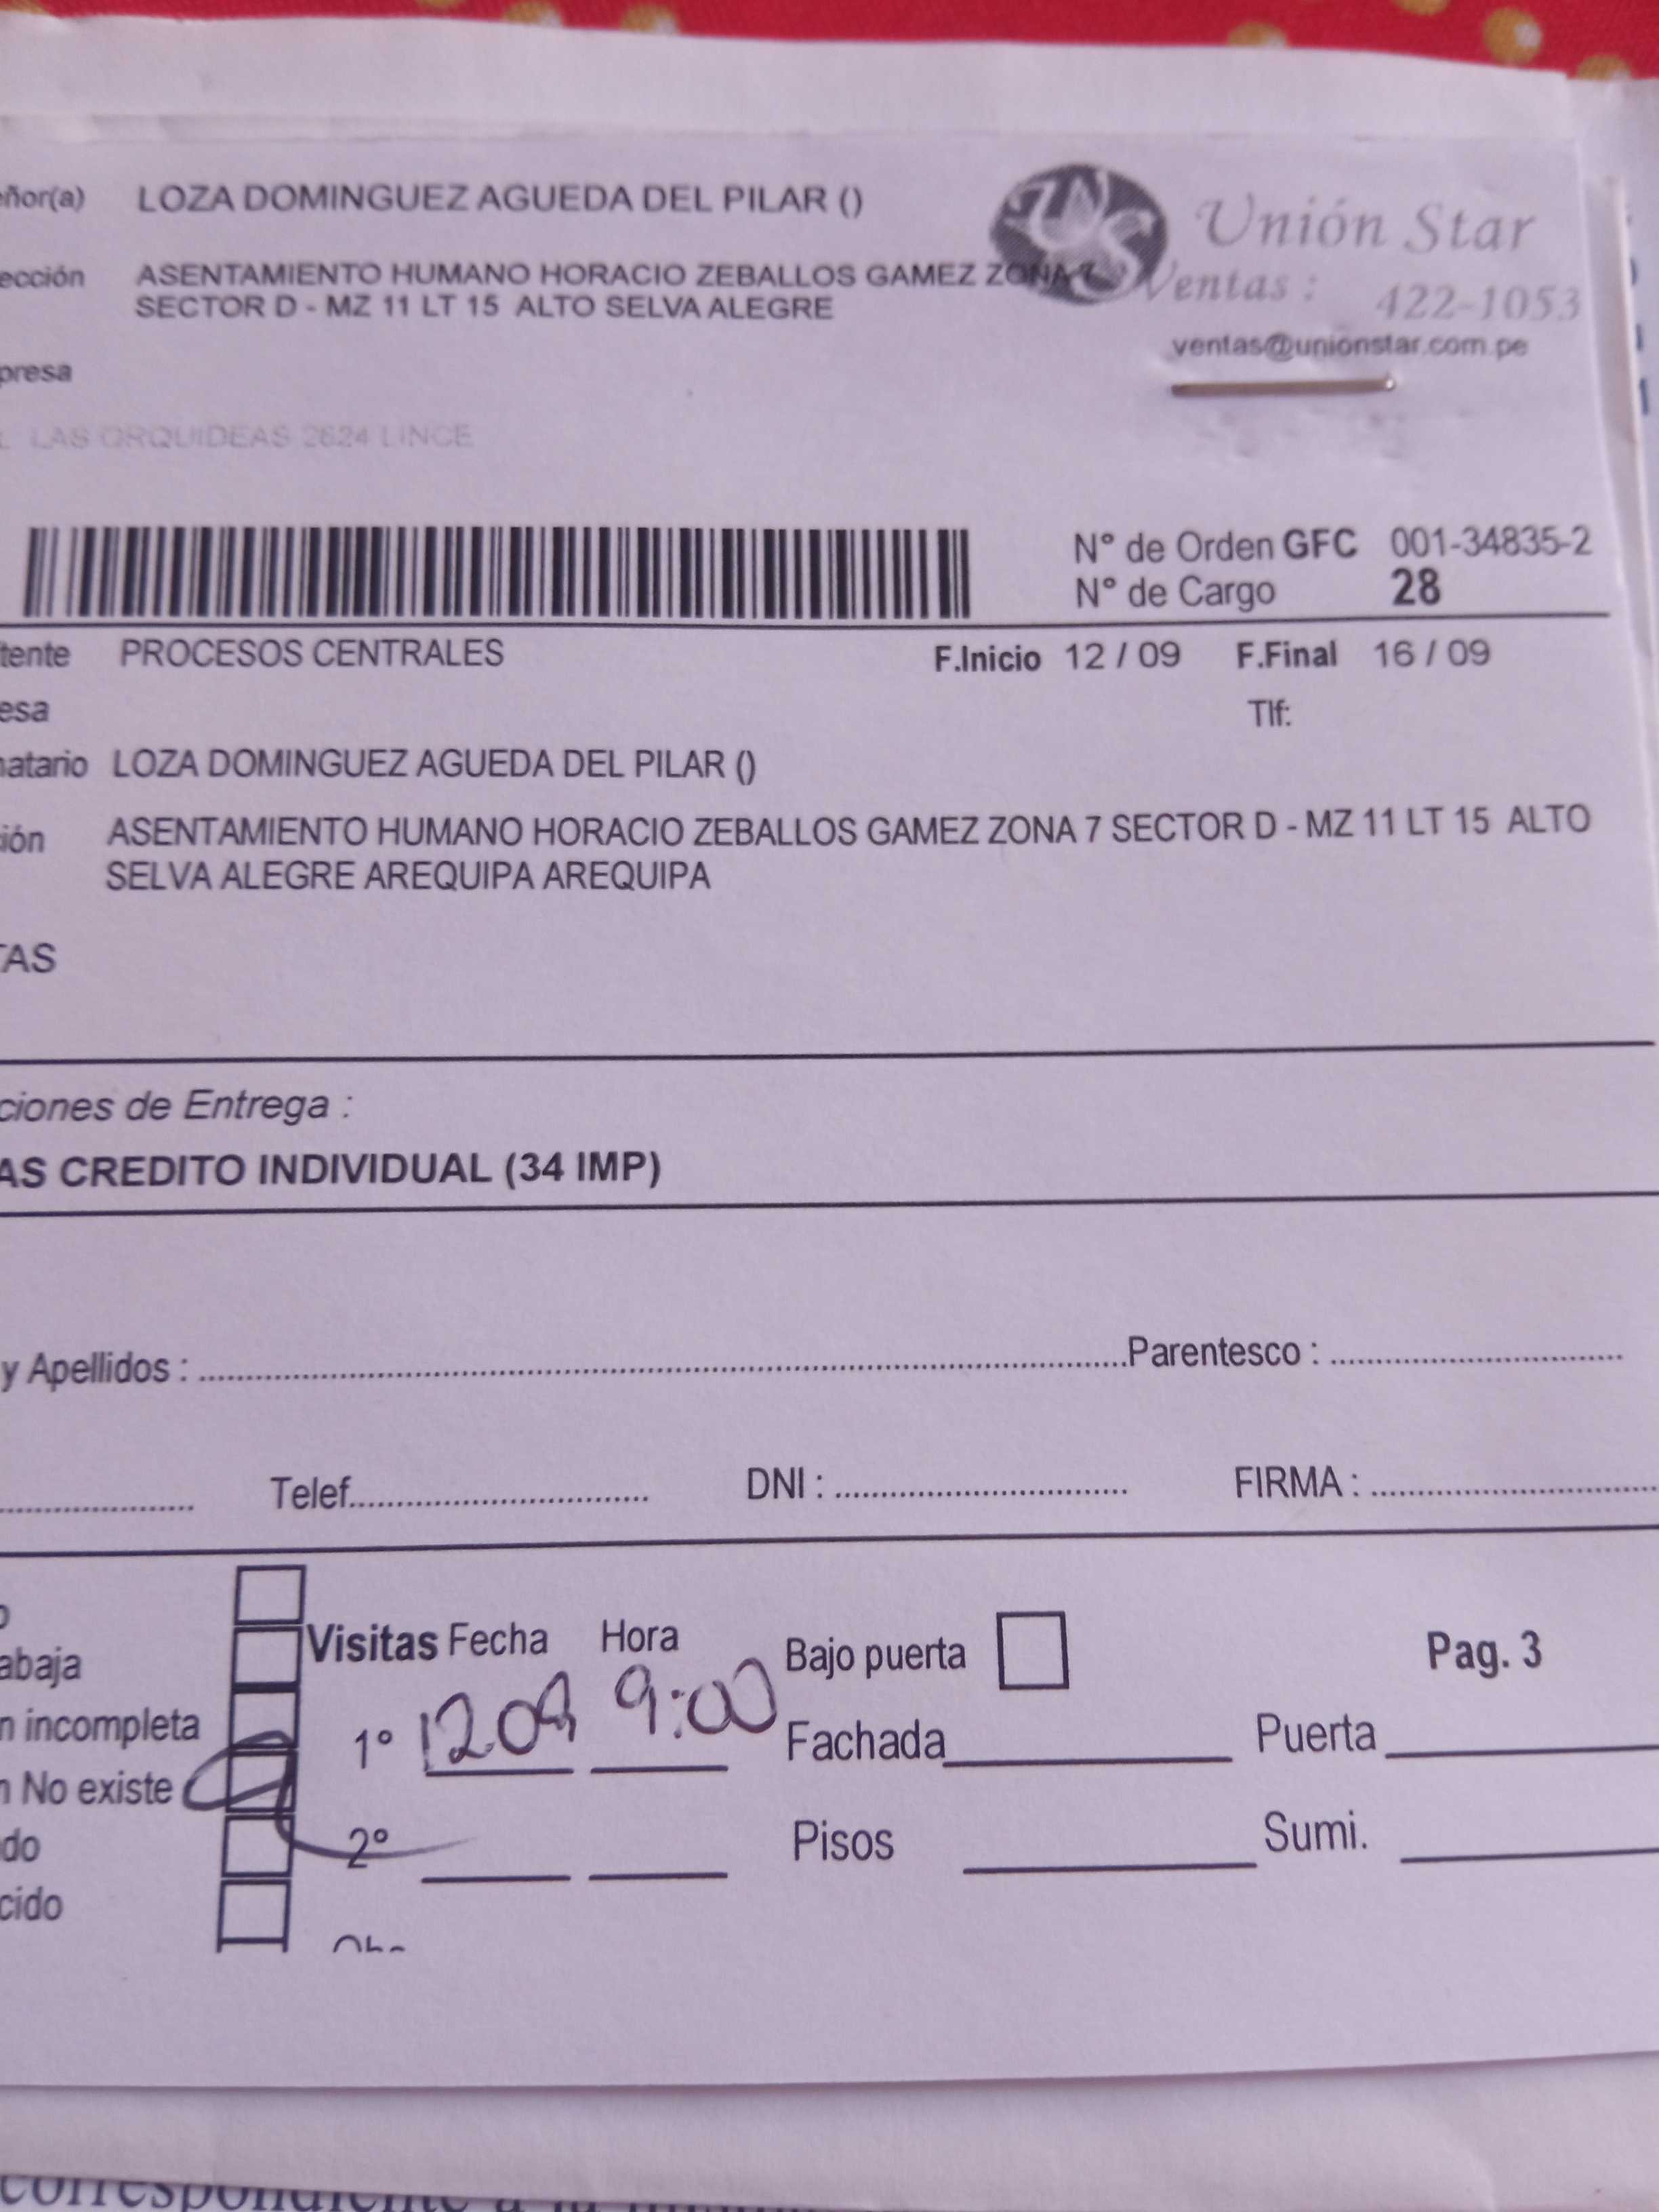 eñor(a) LOZA DOMINGUEZ AGUEDA DEL PILAR ()
Unión Star
Ventas : 422-1053
ventas@unionstar.com.pe
ección ASENTAMIENTO HUMANO HORACIO ZEBALLOS GAMEZ ZONA 7
SECTOR D - MZ 11 LT 15 ALTO SELVA ALEGRE
presa
LAS ORQUIDEAS 2624 LINCE
N° de Orden GFC 001-34835-2
N° de Cargo 28
tente PROCESOS CENTRALES F.Inicio 12 / 09 F.Final 16 / 09
esa Tlf:
natario LOZA DOMINGUEZ AGUEDA DEL PILAR ()
ión ASENTAMIENTO HUMANO HORACIO ZEBALLOS GAMEZ ZONA 7 SECTOR D - MZ 11 LT 15 ALTO
SELVA ALEGRE AREQUIPA AREQUIPA
TAS
ciones de Entrega :
AS CREDITO INDIVIDUAL (34 IMP)
y Apellidos : Parentesco :
Telef. DNI : FIRMA :
o
abaja
n incompleta
n No existe
do
cido
Visitas Fecha Hora Bajo puerta Pag. 3
1° 12 09 9:00 Fachada Puerta
2° Pisos Sumi.
correspondiente a la